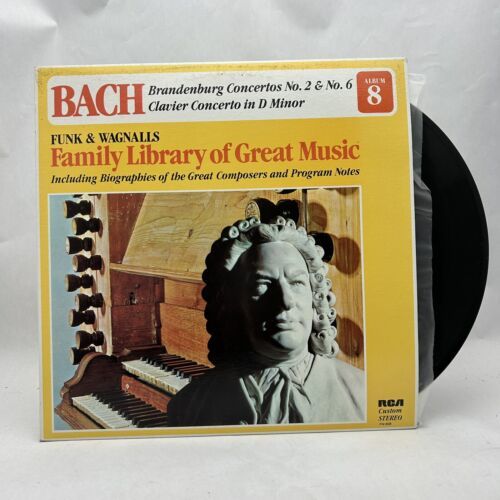 BACH
Brandenburg Concertos No. 2 & No. 6
Clavier Concerto in D Minor
ALBUM
8
FUNK & WAGNALLS
Family Library of Great Music
Including Biographies of the Great Composers and Program Notes
RCA
Custom
STEREO